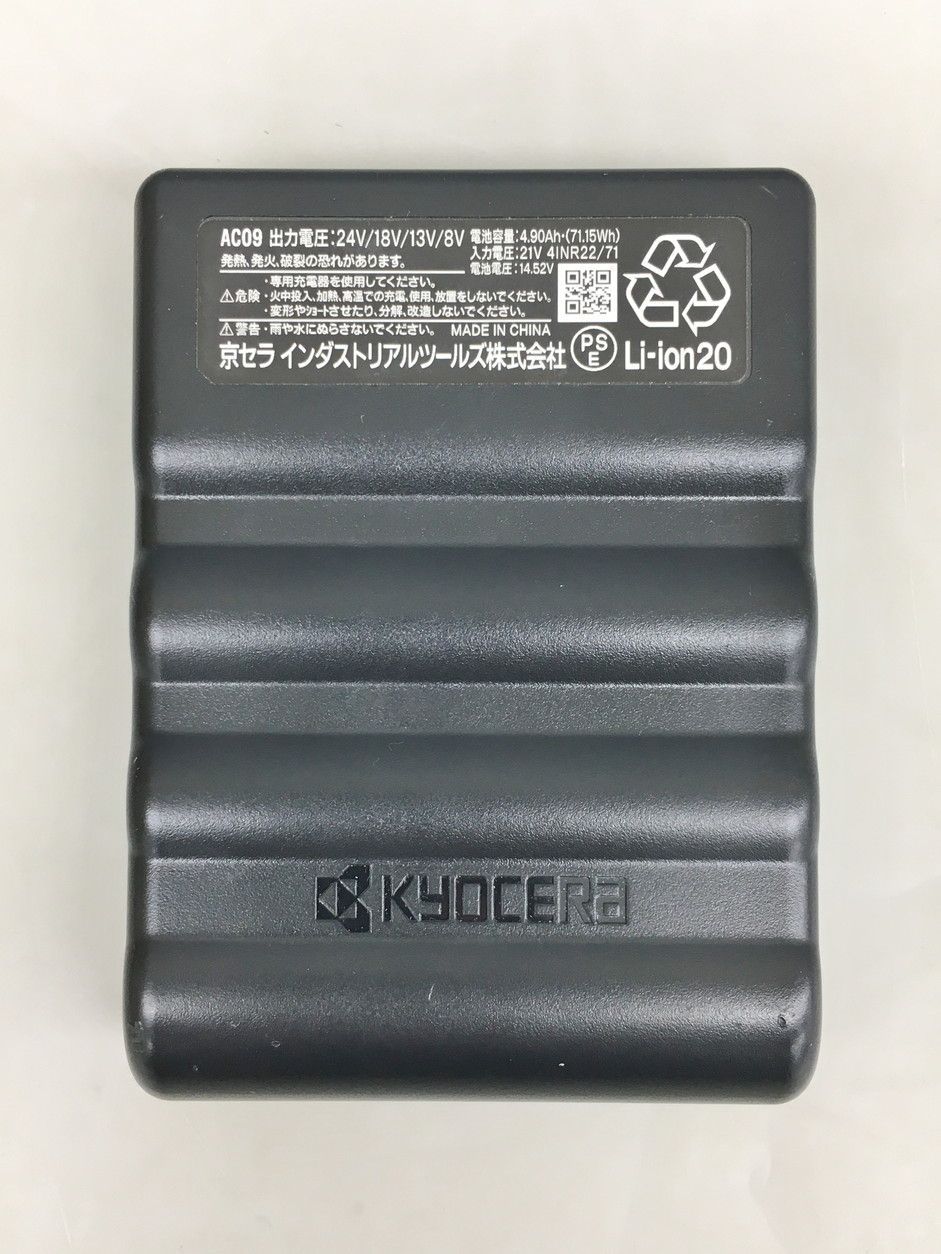 AC09 出力電圧:24V/18V/13V/8V 電池容量:4.90Ah･(71.15Wh)
入力電圧:21V 4INR22/71
発熱、発火、破裂の恐れがあります。 電池電圧:14.52V
・専用充電器を使用してください。
⚠危険・火中投入、加熱、高温での充電、使用、放置をしないでください。
・変形やショートさせたり、分解、改造しないでください。
⚠警告・雨や水にぬらさないでください。 MADE IN CHINA
京セラ インダストリアルツールズ株式会社 PSE Li-ion20
KYOCERA